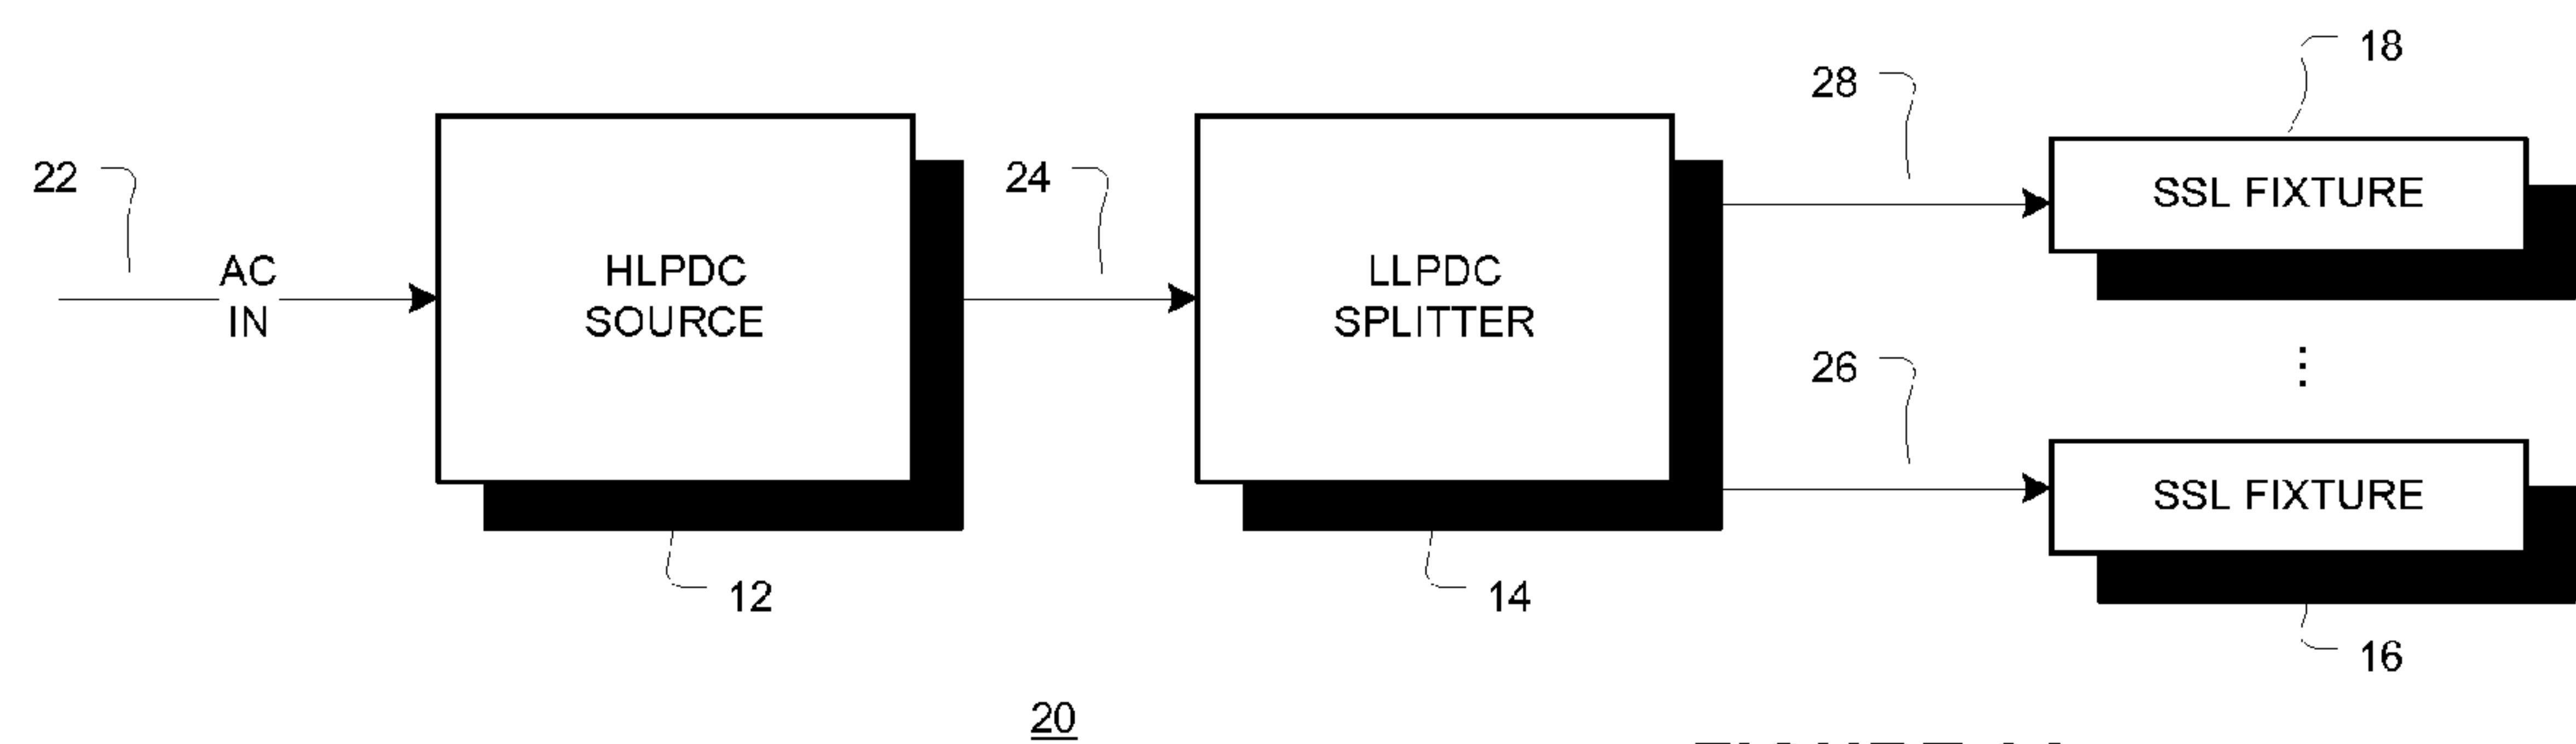 18
28
22
24
SSL FIXTURE
AC
IN
HLPDC
SOURCE
LLPDC
SPLITTER
26
SSL FIXTURE
12
14
16
20